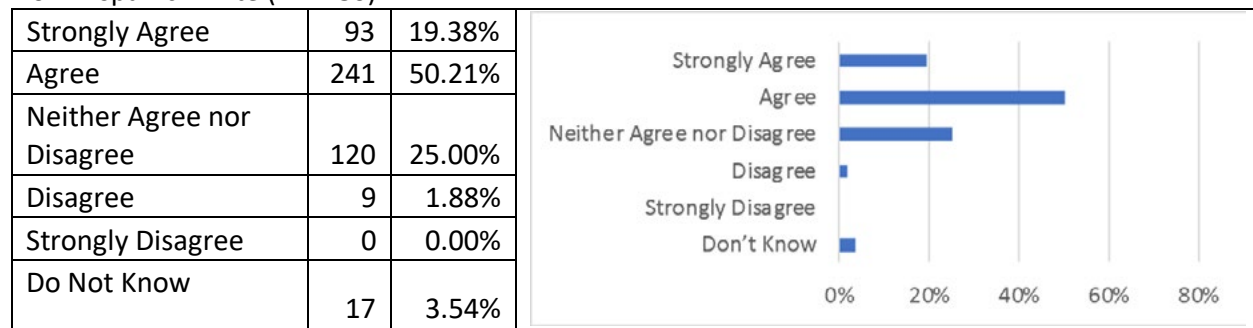 Strongly Agree 93 19.38%
Agree 241 50.21%
Neither Agree nor
Disagree 120 25.00%
Disagree 9 1.88%
Strongly Disagree 0 0.00%
Do Not Know
17 3.54%
Strongly Agree
Agree
Neither Agree nor Disagree
Disagree
Strongly Disagree
Don't Know
0% 20% 40% 60% 80%